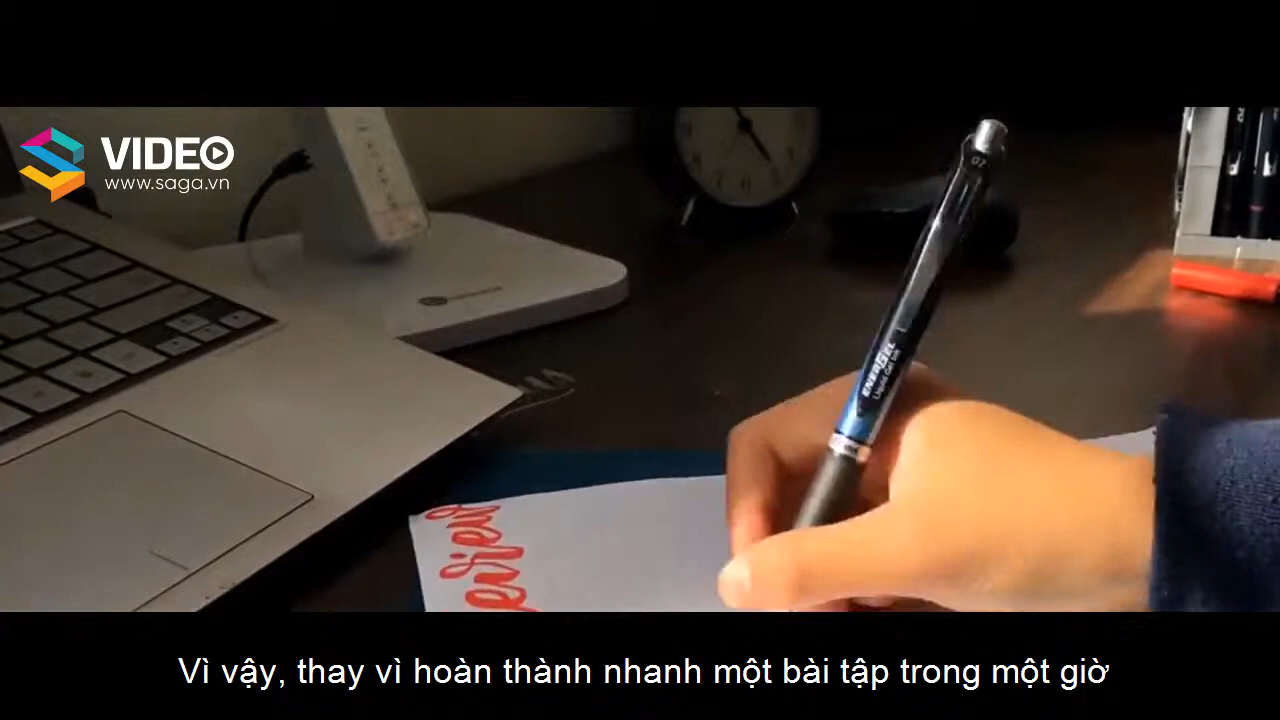 VIDEO
www.saga.vn
07
ENERGEL
Liquid Gel Ink
Vì vậy, thay vì hoàn thành nhanh một bài tập trong một giờ